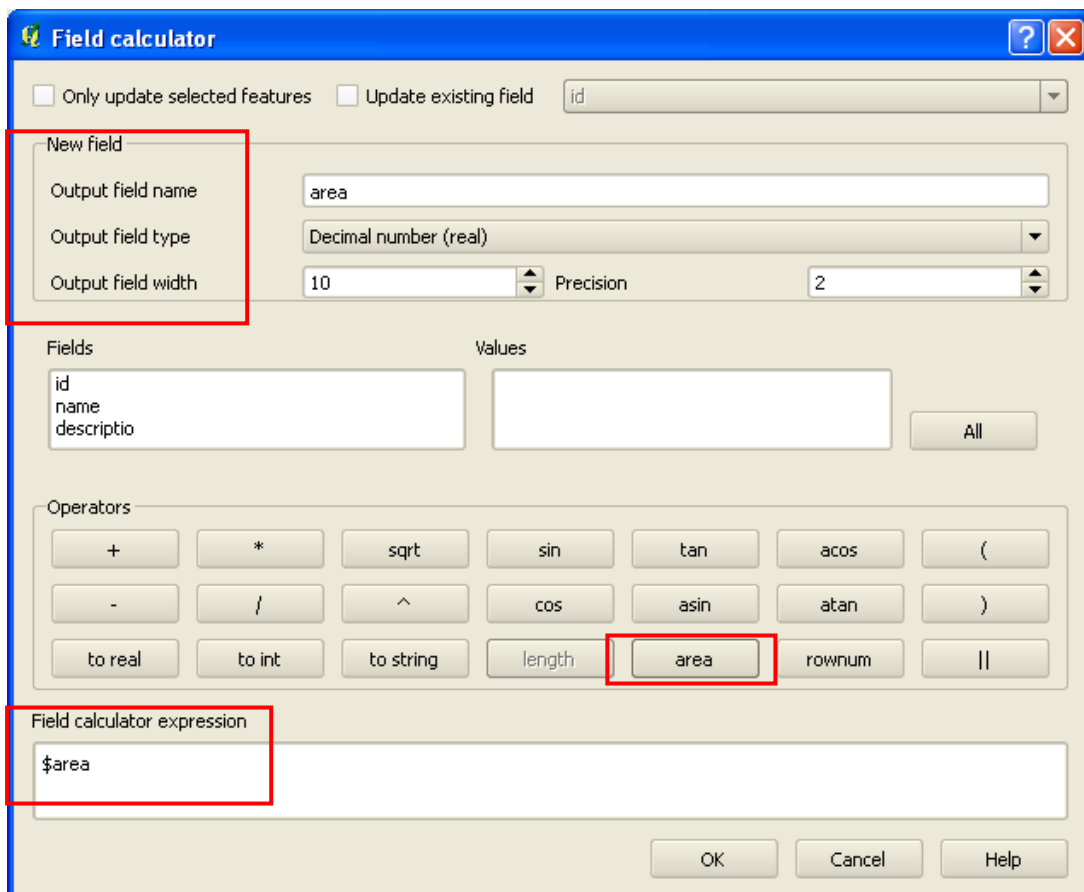 Field calculator
Only update selected features Update existing field id
New field
Output field name area
Output field type Decimal number (real)
Output field width 10 Precision 2
Fields Values
id
name
descriptio
All
Operators
+ * sqrt sin tan acos (
- / ^ cos asin atan )
to real to int to string length area rownum ||
Field calculator expression
$area
OK Cancel Help